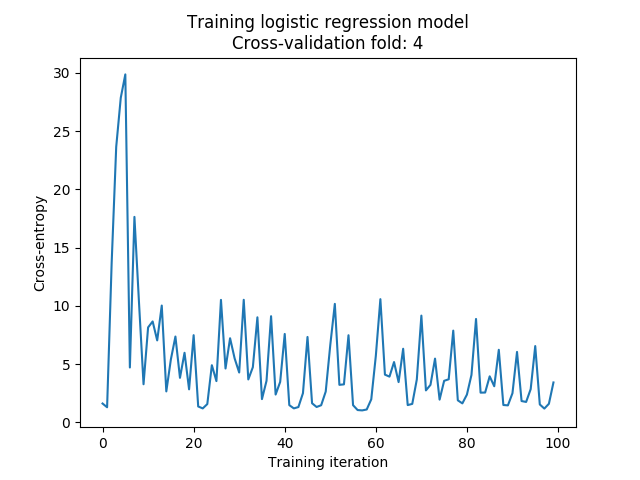 Training logistic regression model
Cross-validation fold: 4
30
25
20
15
10
5
0
Cross-entropy
0 20 40 60 80 100
Training iteration